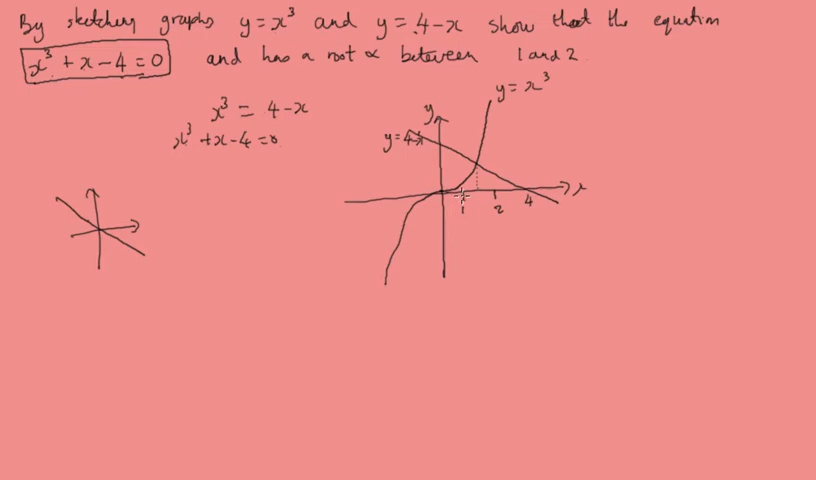 By sketching graphs y = x³ and y = 4-x show that the equation
x³ + x - 4 = 0 and has a root α between 1 and 2
x³ = 4-x
x³ + x - 4 = 0
y = x³
y
y = 4-x
x
1 2 4